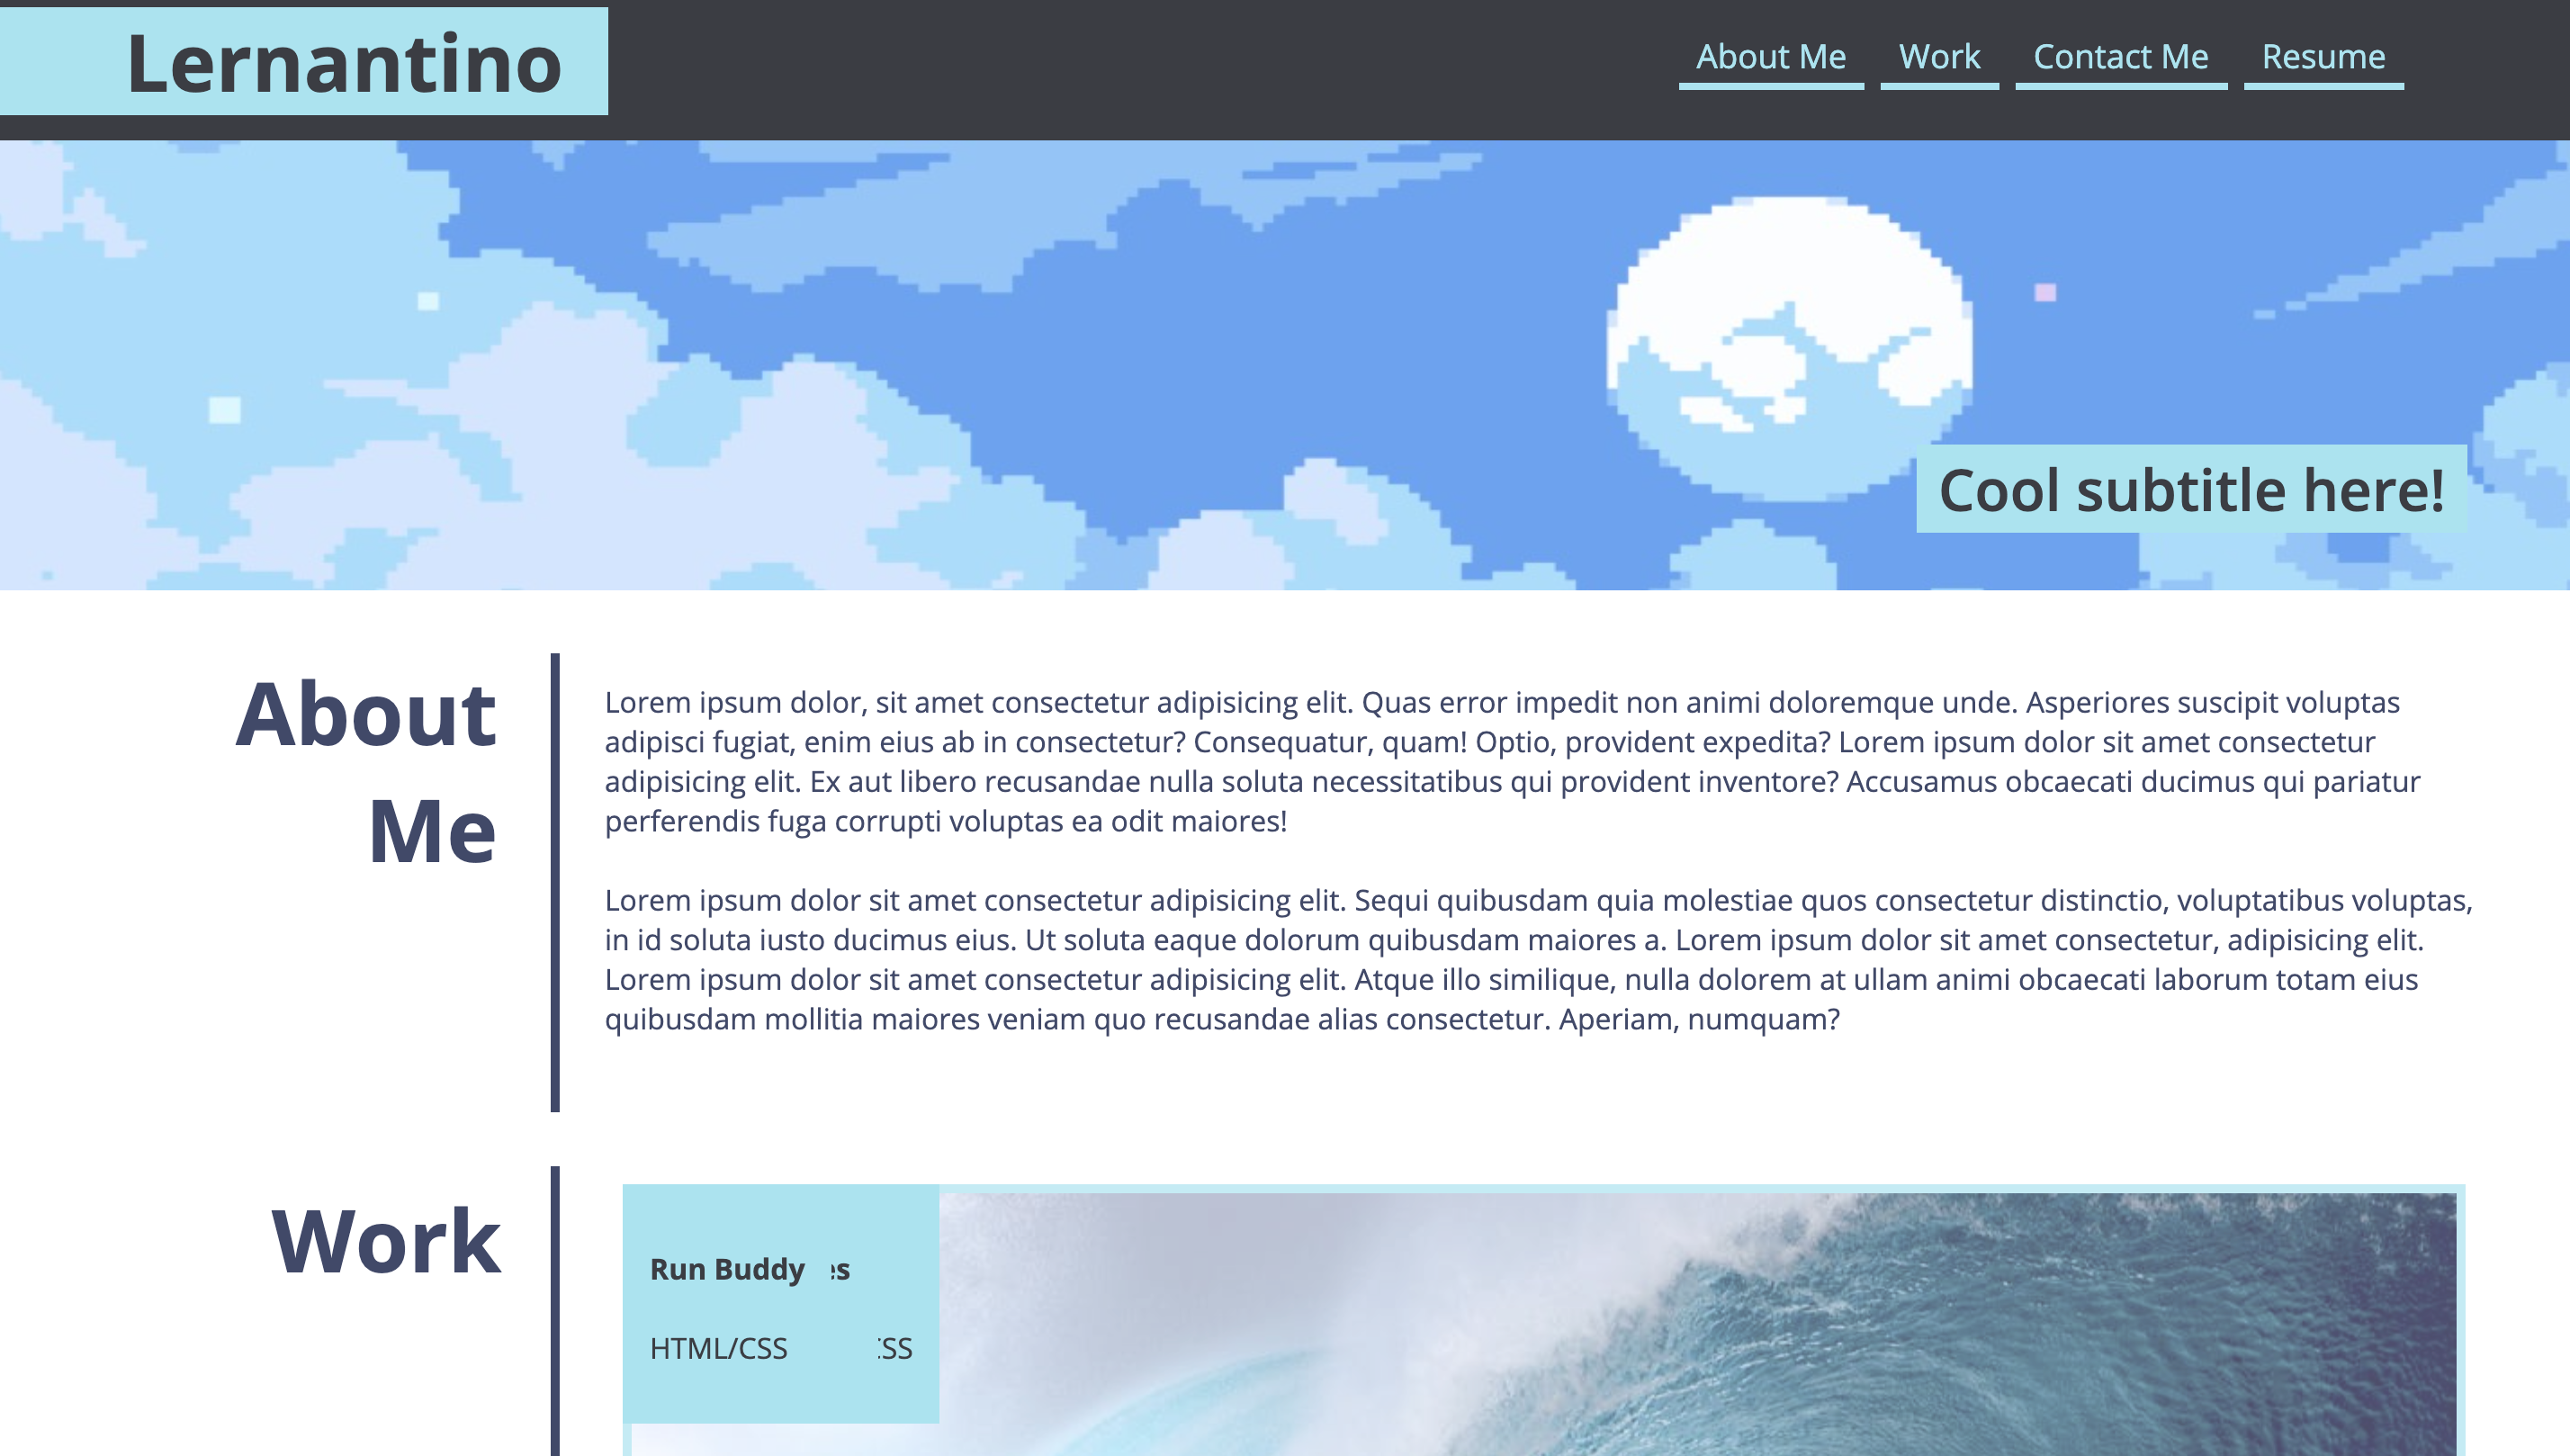 Lernantino
About Me Work Contact Me Resume
Cool subtitle here!
About
Me
Lorem ipsum dolor, sit amet consectetur adipisicing elit. Quas error impedit non animi doloremque unde. Asperiores suscipit voluptas
adipisci fugiat, enim eius ab in consectetur? Consequatur, quam! Optio, provident expedita? Lorem ipsum dolor sit amet consectetur
adipisicing elit. Ex aut libero recusandae nulla soluta necessitatibus qui provident inventore? Accusamus obcaecati ducimus qui pariatur
perferendis fuga corrupti voluptas ea odit maiores!
Lorem ipsum dolor sit amet consectetur adipisicing elit. Sequi quibusdam quia molestiae quos consectetur distinctio, voluptatibus voluptas,
in id soluta iusto ducimus eius. Ut soluta eaque dolorum quibusdam maiores a. Lorem ipsum dolor sit amet consectetur, adipisicing elit.
Lorem ipsum dolor sit amet consectetur adipisicing elit. Atque illo similique, nulla dolorem at ullam animi obcaecati laborum totam eius
quibusdam mollitia maiores veniam quo recusandae alias consectetur. Aperiam, numquam?
Work
Run Buddy
HTML/CSS